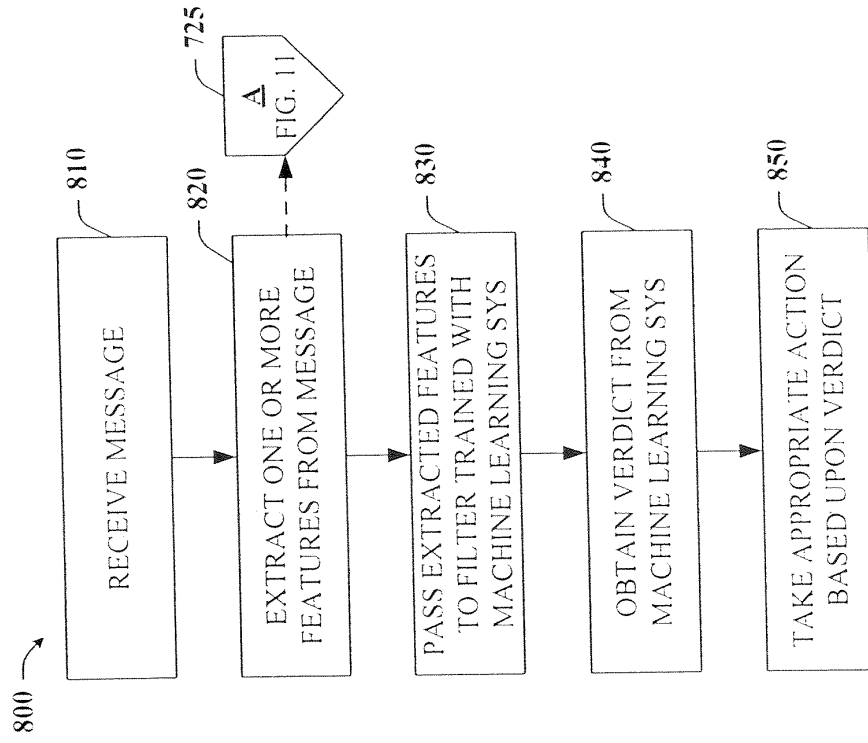 800
810
RECEIVE MESSAGE
820
EXTRACT ONE OR MORE
FEATURES FROM MESSAGE
725
A
FIG. 11
830
PASS EXTRACTED FEATURES
TO FILTER TRAINED WITH
MACHINE LEARNING SYS
840
OBTAIN VERDICT FROM
MACHINE LEARNING SYS
850
TAKE APPROPRIATE ACTION
BASED UPON VERDICT